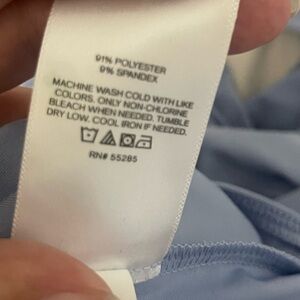 91% POLYESTER
9% SPANDEX
MACHINE WASH COLD WITH LIKE
COLORS. ONLY NON-CHLORINE
BLEACH WHEN NEEDED. TUMBLE
DRY LOW. COOL IRON IF NEEDED.
RN# 55285